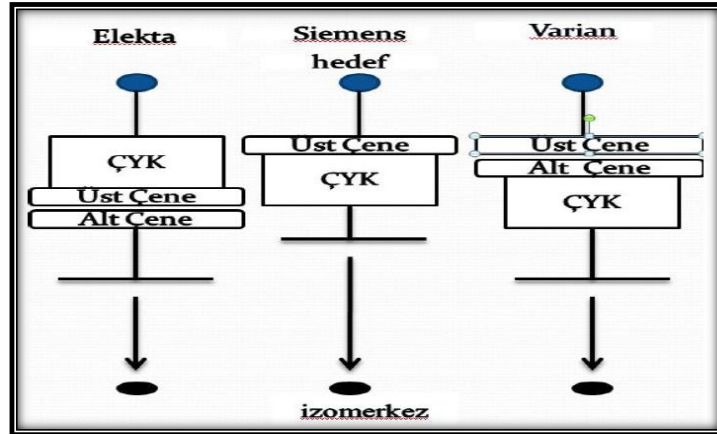 Elekta
Siemens
Varian
hedef
ÇYK
Üst Çene
Alt Çene
Üst Çene
ÇYK
Üst Çene
Alt Çene
ÇYK
izomerkez